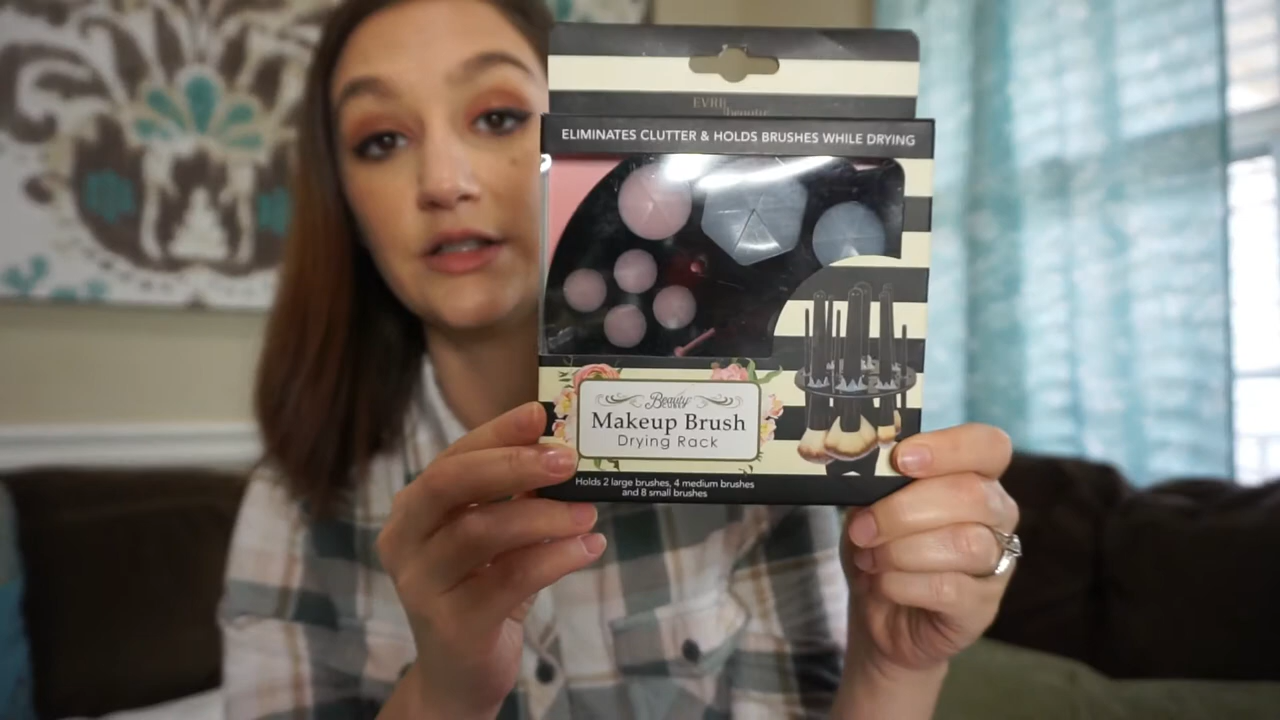 EVRIbeauty
ELIMINATES CLUTTER & HOLDS BRUSHES WHILE DRYING
Beauty
Makeup Brush
Drying Rack
Holds 2 large brushes, 4 medium brushes
and 8 small brushes